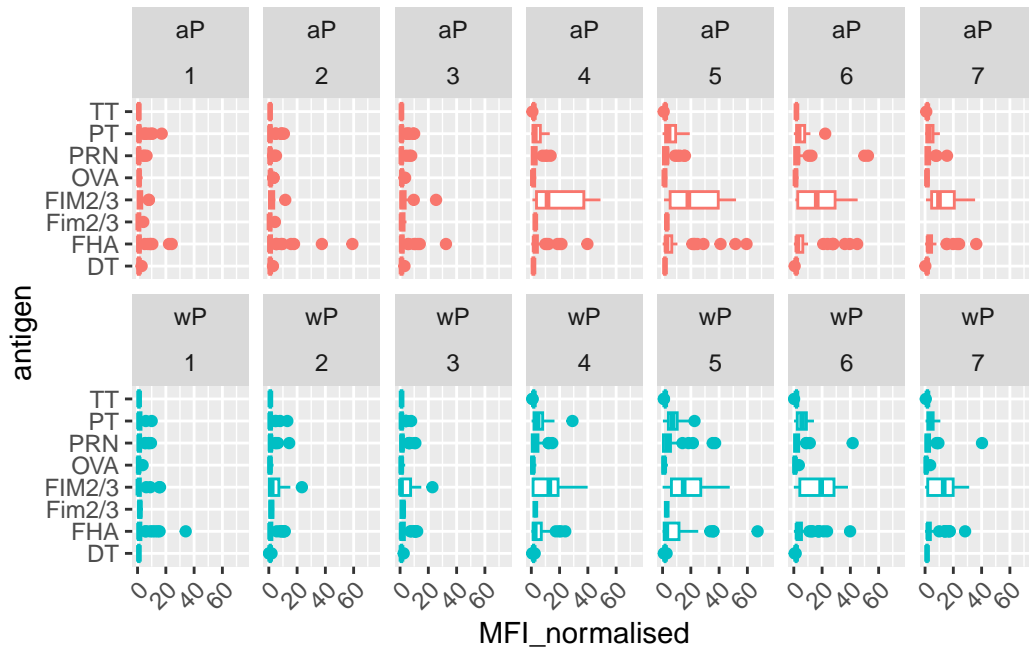 aP aP aP aP aP aP aP
1 2 3 4 5 6 7
TT
PT
PRN
OVA
FIM2/3
Fim2/3
FHA
DT
wP wP wP wP wP wP wP
1 2 3 4 5 6 7
TT
PT
PRN
OVA
FIM2/3
Fim2/3
FHA
DT
antigen
0 20 40 60 0 20 40 60 0 20 40 60 0 20 40 60 0 20 40 60 0 20 40 60 0 20 40 60
MFI_normalised